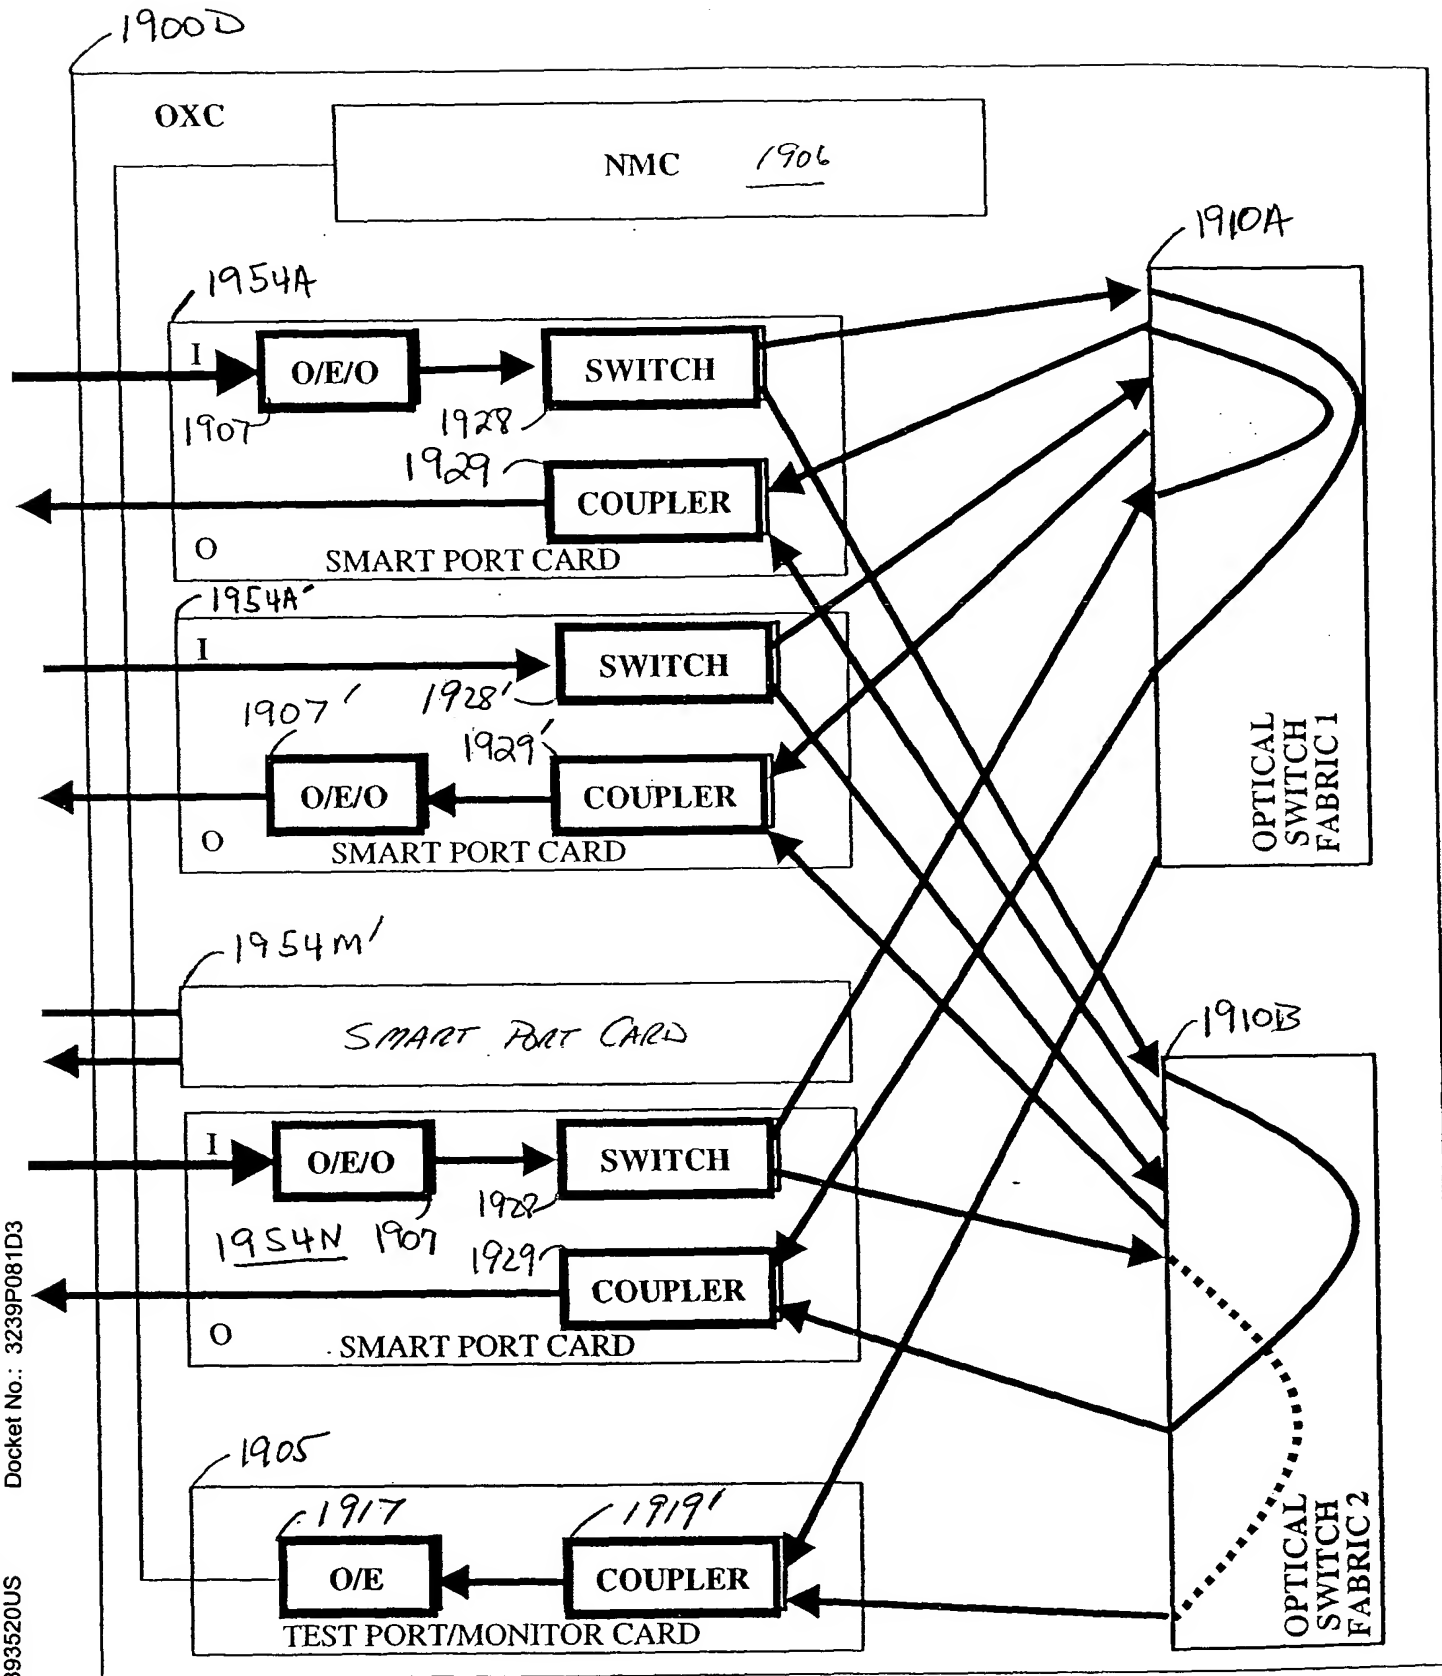 1900D
OXC
NMC 1906
1910A
1954A
I
O/E/O
SWITCH
1907
1928
1929
COUPLER
O
SMART PORT CARD
1954A'
I
SWITCH
1907'
1928'
1929'
O/E/O
COUPLER
O
SMART PORT CARD
OPTICAL
SWITCH
FABRIC 1
1954M'
SMART PORT CARD
1910B
I
O/E/O
SWITCH
1954N
1907
1928
1929
COUPLER
O
SMART PORT CARD
1905
1917
1919'
O/E
COUPLER
TEST PORT/MONITOR CARD
OPTICAL
SWITCH
FABRIC 2
Docket No.: 3239P081D3
393520US